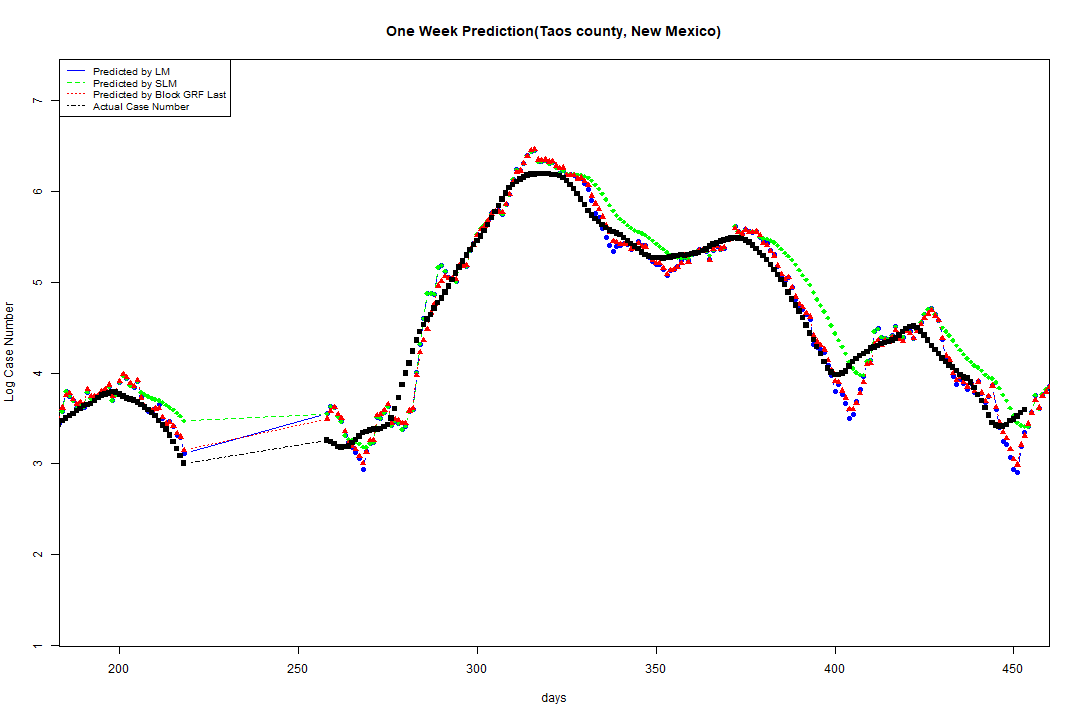 One Week Prediction(Taos county, New Mexico)
Predicted by LM
Predicted by SLM
Predicted by Block GRF Last
Actual Case Number
7
6
5
4
3
2
1
Log Case Number
200 250 300 350 400 450
days